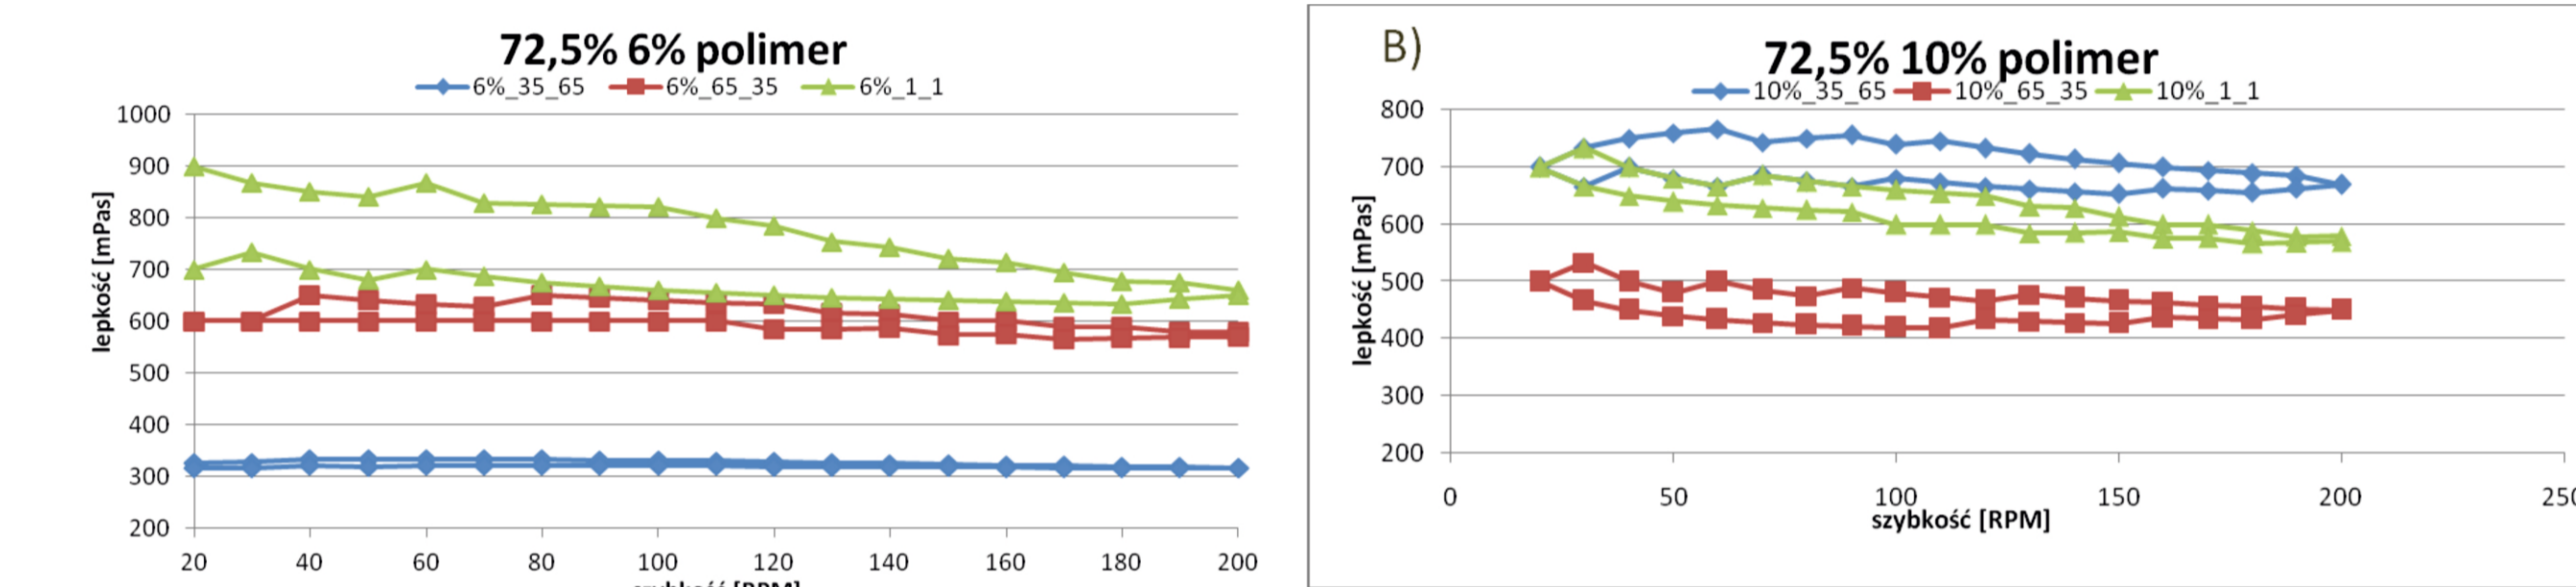 72,5% 6% polimer
6%_35_65 6%_65_35 6%_1_1
1000
900
800
700
600
500
400
300
200
lepkość [mPas]
20 40 60 80 100 120 140 160 180 200
szybkość [RPM]
B)
72,5% 10% polimer
10%_35_65 10%_65_35 10%_1_1
800
700
600
500
400
300
200
lepkość [mPas]
0 50 100 150 200 250
szybkość [RPM]